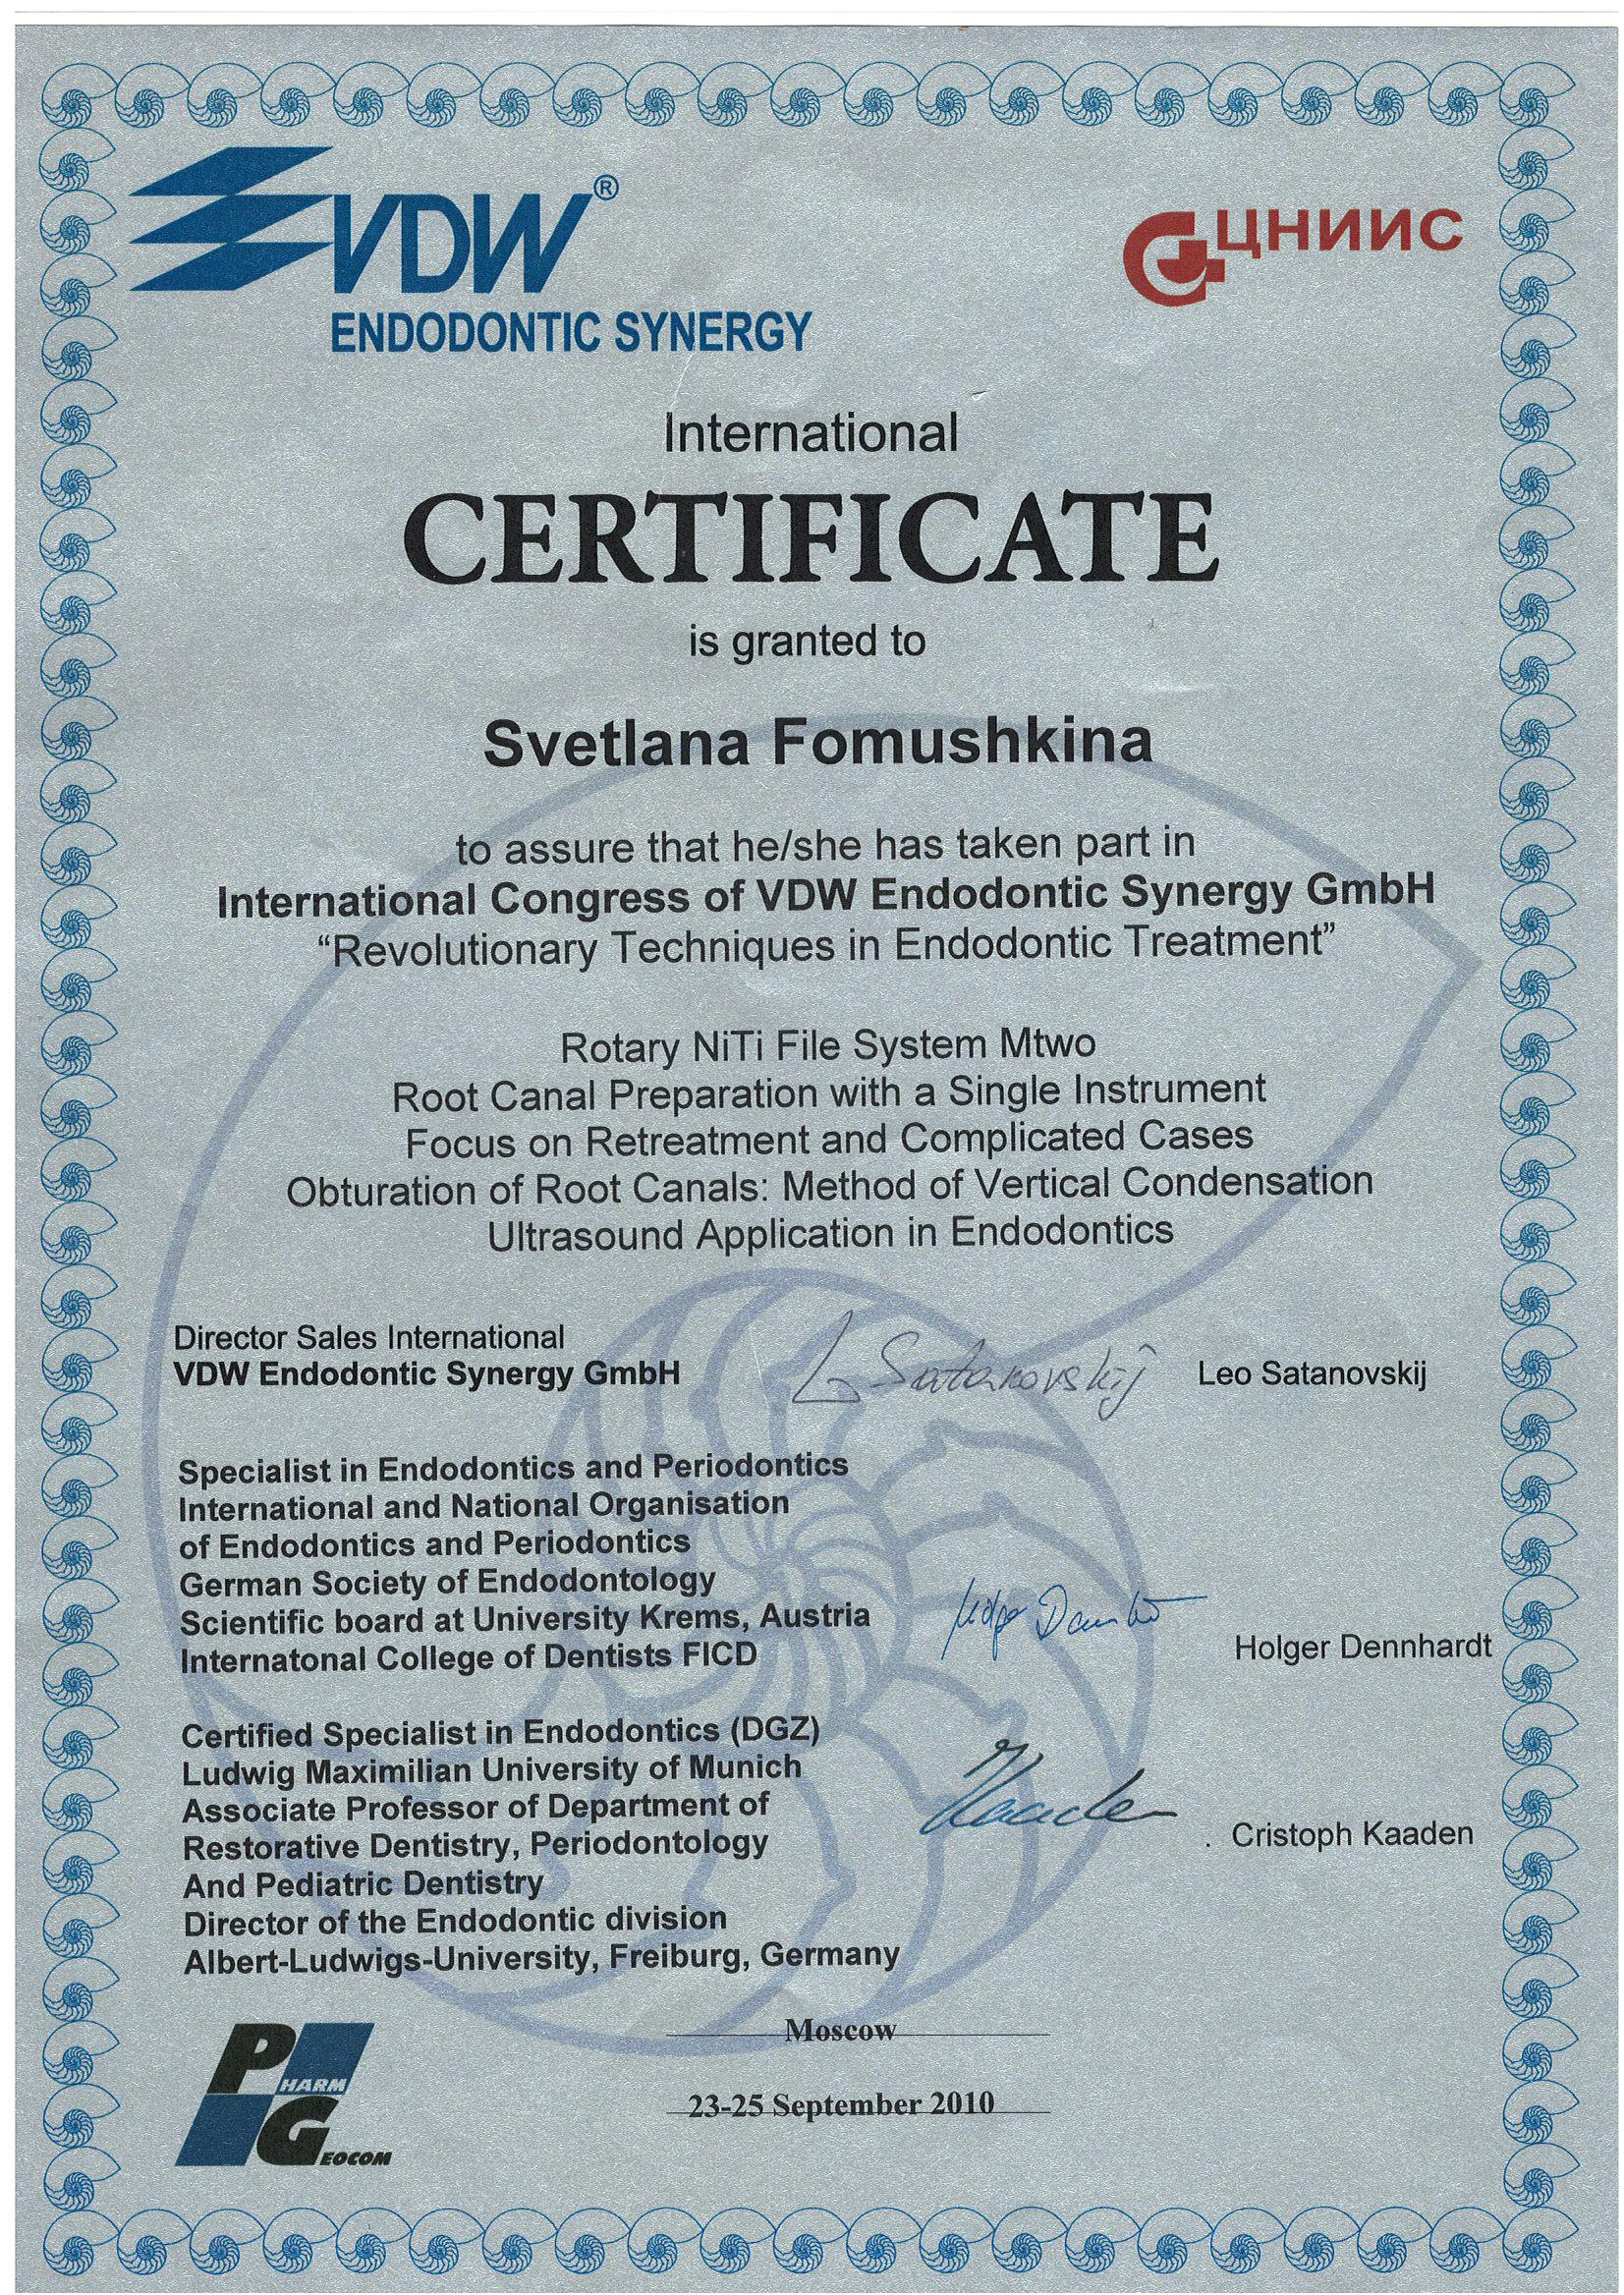 VDW®
ENDODONTIC SYNERGY
ЦНИИС
International
CERTIFICATE
is granted to
Svetlana Fomushkina
to assure that he/she has taken part in
International Congress of VDW Endodontic Synergy GmbH
“Revolutionary Techniques in Endodontic Treatment”
Rotary NiTi File System Mtwo
Root Canal Preparation with a Single Instrument
Focus on Retreatment and Complicated Cases
Obturation of Root Canals: Method of Vertical Condensation
Ultrasound Application in Endodontics
Director Sales International
VDW Endodontic Synergy GmbH
L Satanovskij
Leo Satanovskij
Specialist in Endodontics and Periodontics
International and National Organisation
of Endodontics and Periodontics
German Society of Endodontology
Scientific board at University Krems, Austria
Internatonal College of Dentists FICD
Holger Dennhardt
Certified Specialist in Endodontics (DGZ)
Ludwig Maximilian University of Munich
Associate Professor of Department of
Restorative Dentistry, Periodontology
And Pediatric Dentistry
Director of the Endodontic division
Albert-Ludwigs-University, Freiburg, Germany
Kaaden
. Cristoph Kaaden
PHARM
GEOCOM
Moscow
23-25 September 2010